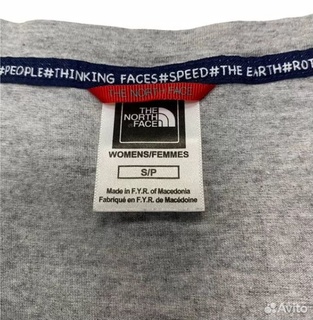 #PEOPLE#THINKING FACES#SPEED#THE EARTH#ROT
THE NORTH FACE
THE
NORTH
FACE
WOMENS/FEMMES
S/P
Made in F.Y.R. of Macedonia
Fabriqué en F.Y.R. de Macédoine
Avito